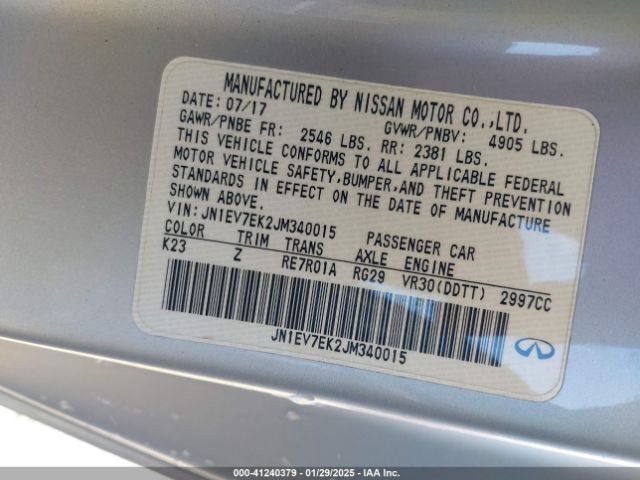 MANUFACTURED BY NISSAN MOTOR CO.,LTD.
DATE: 07/17 GVWR/PNBV: 4905 LBS.
GAWR/PNBE FR: 2546 LBS. RR: 2381 LBS.
THIS VEHICLE CONFORMS TO ALL APPLICABLE FEDERAL
MOTOR VEHICLE SAFETY,BUMPER,AND THEFT PREVENTION
STANDARDS IN EFFECT ON THE DATE OF MANUFACTURE
SHOWN ABOVE.
VIN: JN1EV7EK2JM340015 PASSENGER CAR
COLOR TRIM TRANS AXLE ENGINE
K23 Z RE7R01A RG29 VR30(DDTT) 2997CC
JN1EV7EK2JM340015
000-41240379 - 01/29/2025 - IAA Inc.